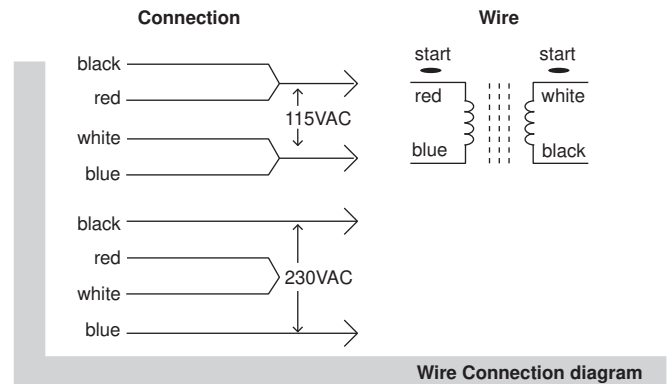 Connection
Wire
black
red
115VAC
white
blue
start
start
red
white
blue
black
black
red
230VAC
white
blue
Wire Connection diagram